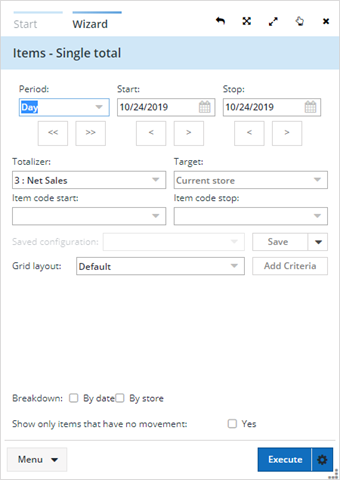 Start Wizard
Items - Single total
Period: Start: Stop:
Day 10/24/2019 10/24/2019
<< >> < > < >
Totalizer: Target:
3 : Net Sales Current store
Item code start: Item code stop:
Saved configuration: Save
Grid layout: Default Add Criteria
Breakdown: By date By store
Show only items that have no movement: Yes
Menu Execute